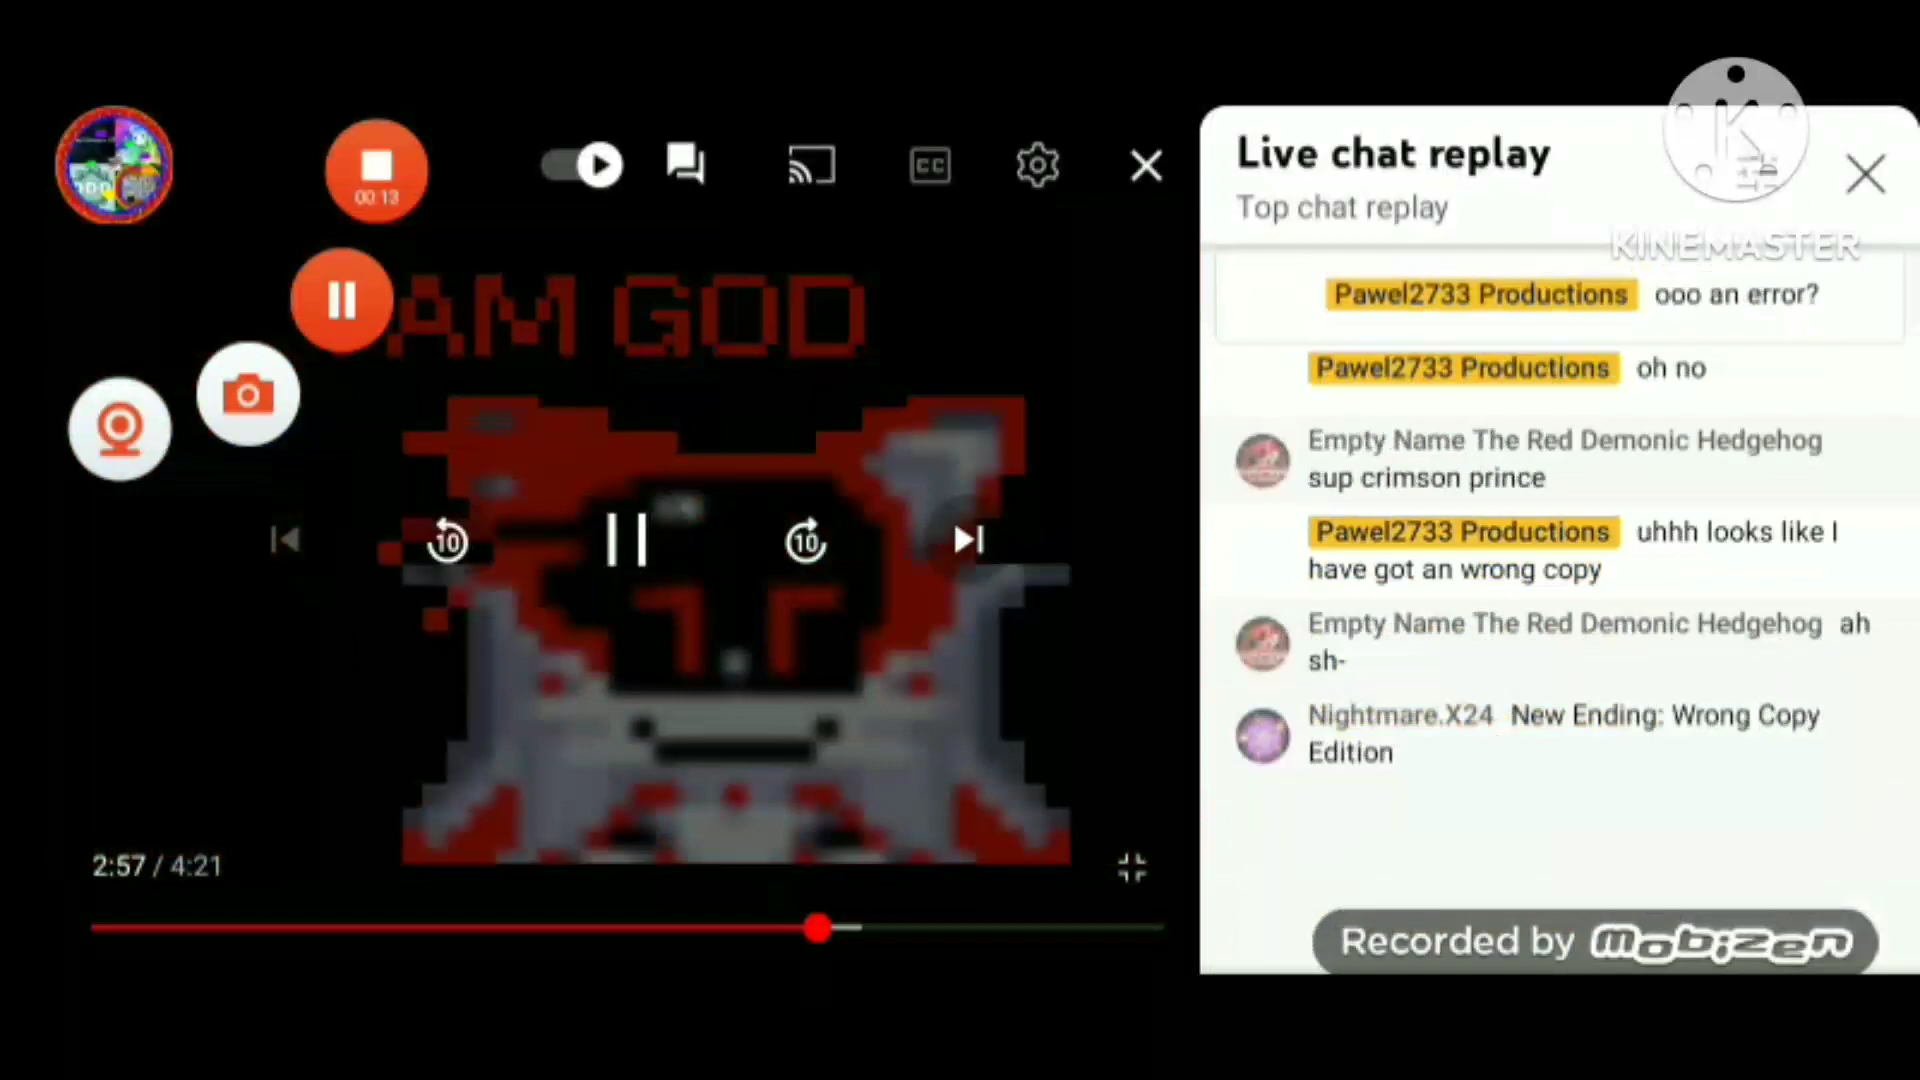 00:13
CC
AM GOD
10
10
2:57 / 4:21
Live chat replay
Top chat replay
KINEMASTER
Pawel2733 Productions ooo an error?
Pawel2733 Productions oh no
Empty Name The Red Demonic Hedgehog
sup crimson prince
Pawel2733 Productions uhhh looks like I
have got an wrong copy
Empty Name The Red Demonic Hedgehog ah
sh-
Nightmare.X24 New Ending: Wrong Copy
Edition
Recorded by mobizen